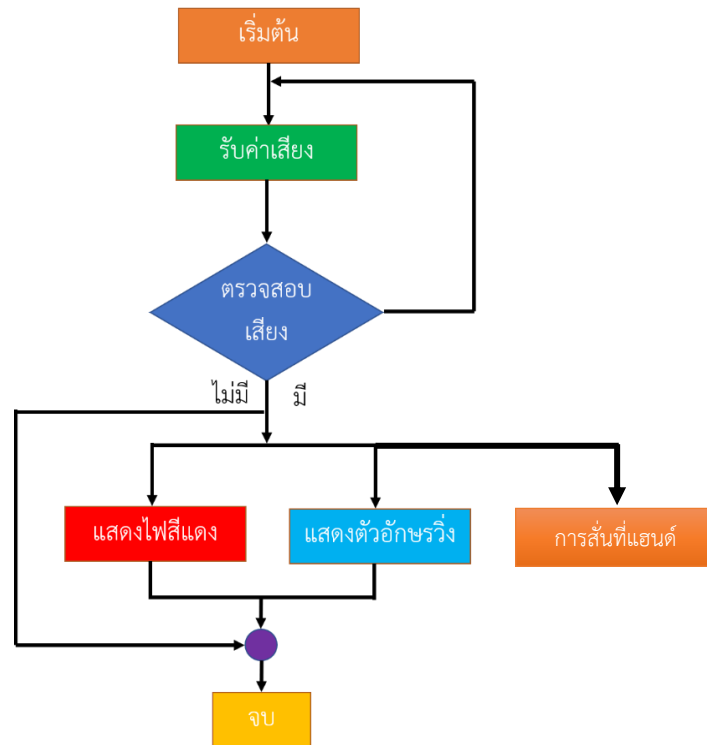 เริ่มต้น
รับค่าเสียง
ตรวจสอบ
เสียง
ไม่มี
มี
แสดงไฟสีแดง
แสดงตัวอักษรวิ่ง
การสั่นที่แฮนด์
จบ